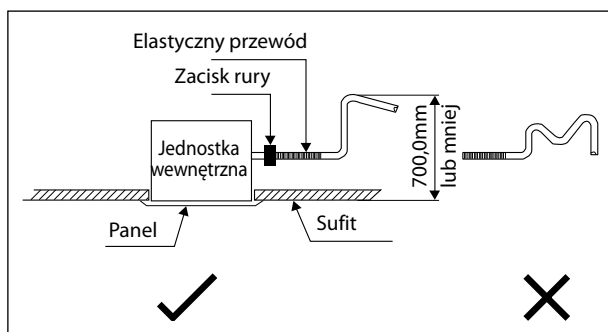 Elastyczny przewód
Zacisk rury
Jednostka
wewnętrzna
700,0mm
lub mniej
Panel
Sufit